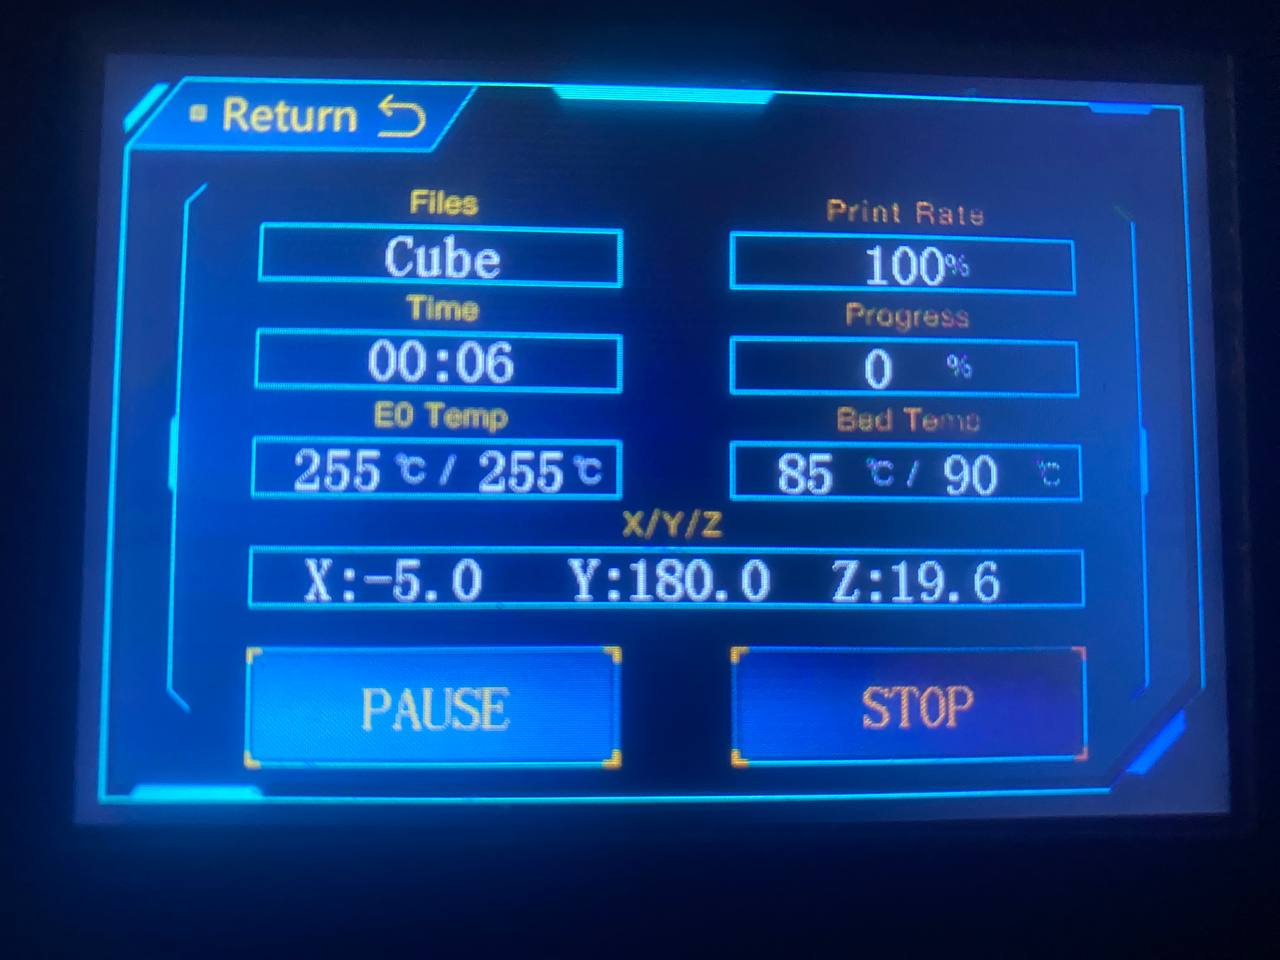 Return
Files
Print Rate
Cube
100%
Time
Progress
00:06
0 %
E0 Temp
Bed Temp
255 ℃ / 255 ℃
85 ℃ / 90 ℃
X/Y/Z
X:-5.0 Y:180.0 Z:19.6
PAUSE
STOP